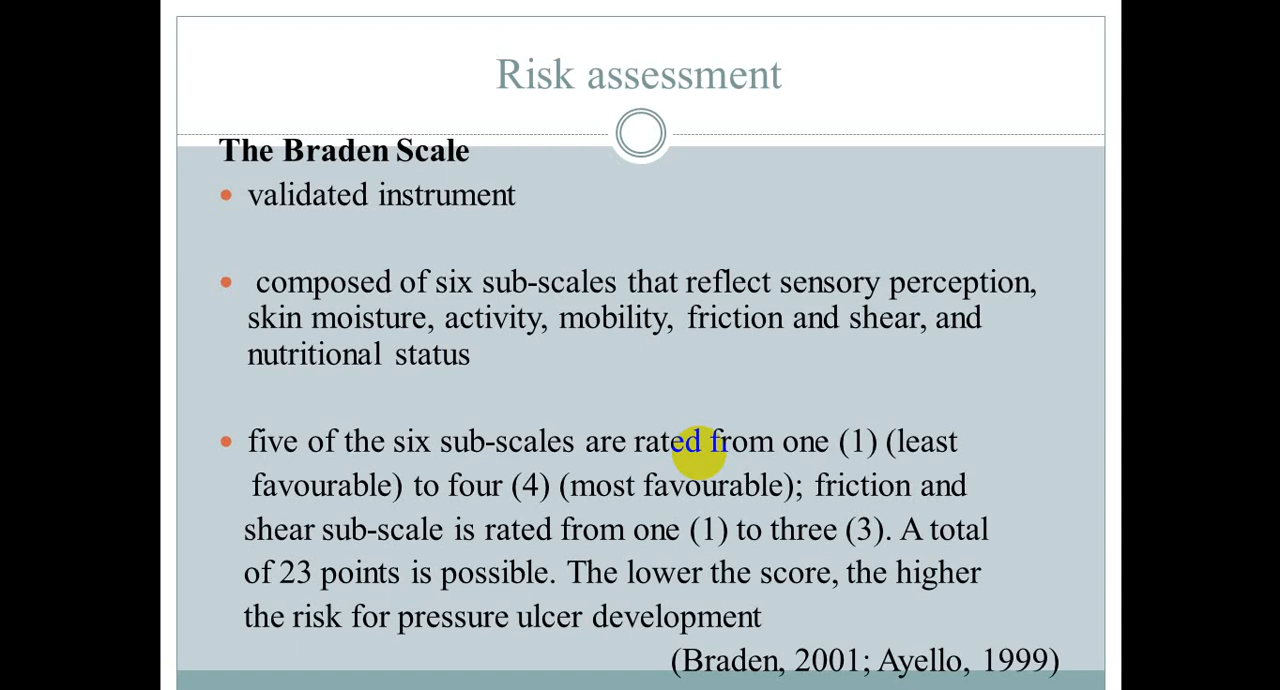 Risk assessment
The Braden Scale
• validated instrument
• composed of six sub-scales that reflect sensory perception,
skin moisture, activity, mobility, friction and shear, and
nutritional status
• five of the six sub-scales are rated from one (1) (least
favourable) to four (4) (most favourable); friction and
shear sub-scale is rated from one (1) to three (3). A total
of 23 points is possible. The lower the score, the higher
the risk for pressure ulcer development
(Braden, 2001; Ayello, 1999)